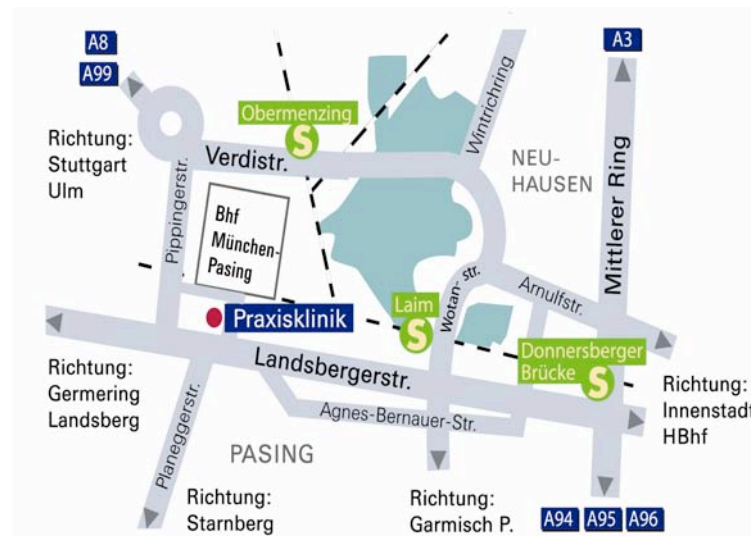 A8
A99
A3
Obermenzing
S
Richtung:
Stuttgart
Ulm
Verdistr.
Wintrichring
NEU-
HAUSEN
Mittlerer Ring
Pippingerstr.
Bhf
München-
Pasing
Wotan-
str.
Arnulfstr.
Laim
S
Praxisklinik
Landsbergerstr.
Donnersberger
Brücke
S
Richtung:
Germering
Landsberg
Richtung:
Innenstadt
HBhf
Planeggerstr.
Agnes-Bernauer-Str.
PASING
Richtung:
Starnberg
Richtung:
Garmisch P.
A94
A95
A96